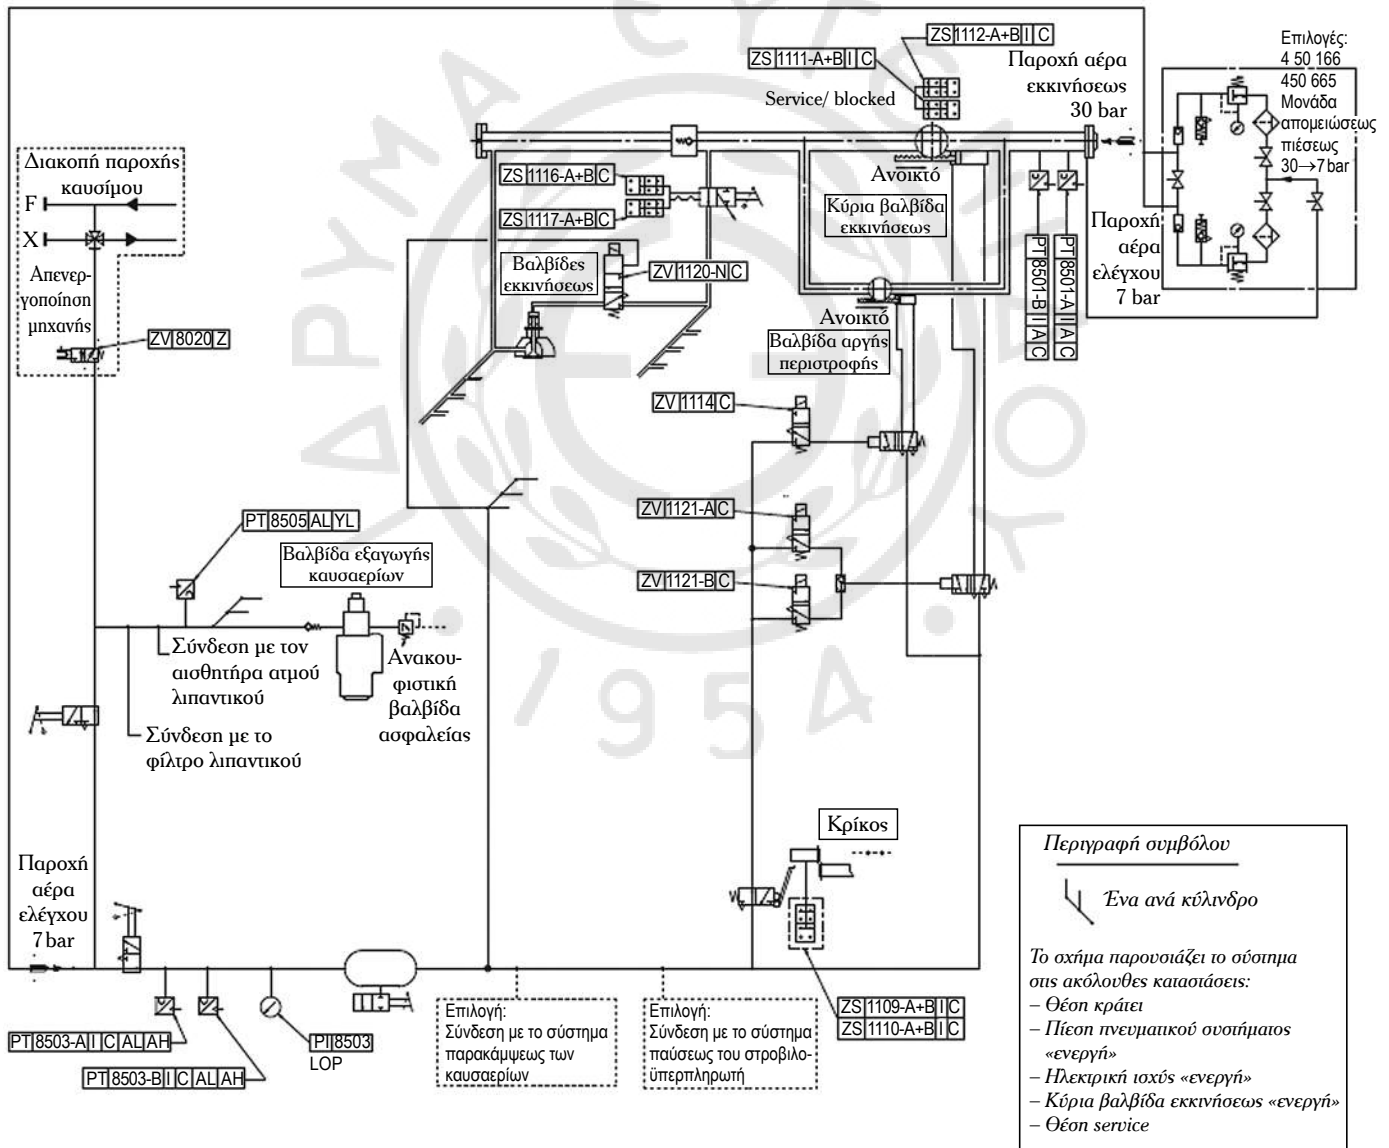 ZS 1112-A+B I C
ZS 1111-A+B I C
Service/ blocked
Παροχή αέρα
εκκινήσεως
30 bar
Επιλογές:
4 50 166
450 665
Μονάδα
απομειώσεως
πιέσεως
30→7 bar
Διακοπή παροχής
καυσίμου
F
X
Απενερ-
γοποίηση
μηχανής
ZV 8020 Z
ZS 1116-A+B C
ZS 1117-A+B C
Βαλβίδες
εκκινήσεως
ZV 1120-N C
Ανοικτό
Κύρια βαλβίδα
εκκινήσεως
Ανοικτό
Βαλβίδα αργής
περιστροφής
PT 8501-B I I A C
PT 8501-A I I A C
Παροχή
αέρα
ελέγχου
7 bar
ZV 1114 C
ZV 1121-A C
ZV 1121-B C
PT 8505 AL YL
Βαλβίδα εξαγωγής
καυσαερίων
Σύνδεση με τον
αισθητήρα ατμού
λιπαντικού
Ανακου-
φιστική
βαλβίδα
ασφαλείας
Σύνδεση με το
φίλτρο λιπαντικού
Παροχή
αέρα
ελέγχου
7 bar
Κρίκος
PT 8503-A I C AL AH
PT 8503-B I C AL AH
PI 8503
LOP
Επιλογή:
Σύνδεση με το σύστημα
παρακάμψεως των
καυσαερίων
Επιλογή:
Σύνδεση με το σύστημα
παύσεως του στροβιλο-
ϋπερπληρωτή
ZS 1109-A+B I C
ZS 1110-A+B I C
Περιγραφή συμβόλου
Ένα ανά κύλινδρο
Το σχήμα παρουσιάζει το σύστημα
στις ακόλουθες καταστάσεις:
– Θέση κράτει
– Πίεση πνευματικού συστήματος
«ενεργή»
– Ηλεκτρική ισχύς «ενεργή»
– Κύρια βαλβίδα εκκινήσεως «ενεργή»
– Θέση service
1954